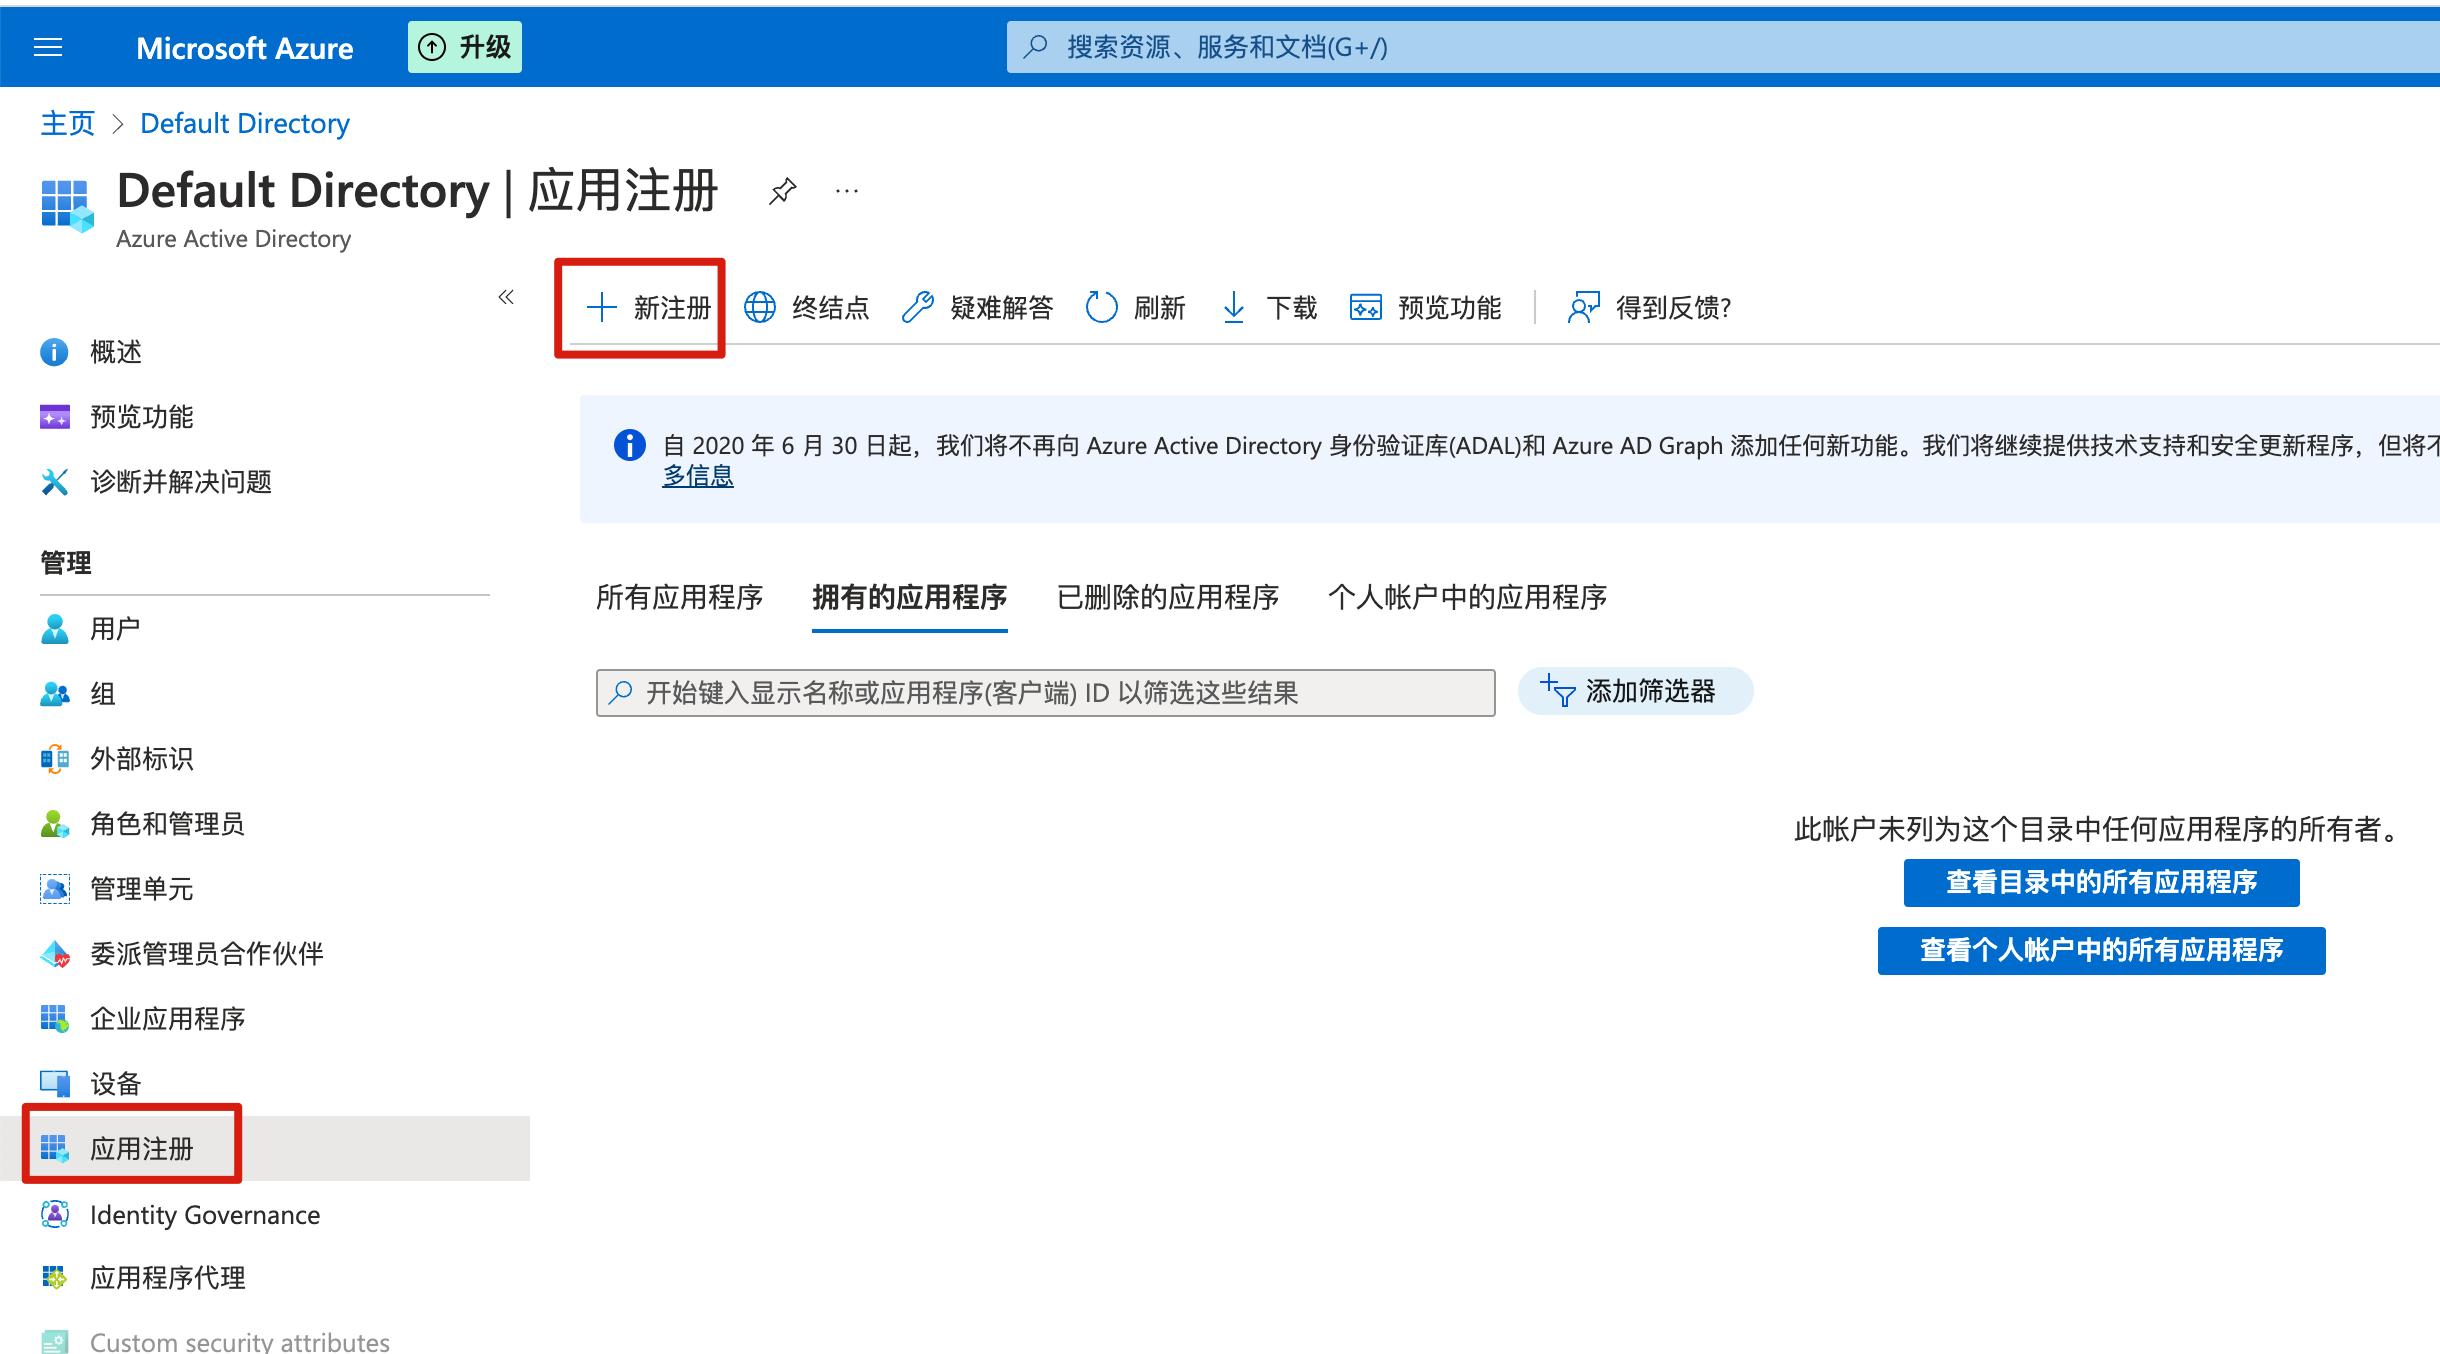 Microsoft Azure
升级
搜索资源、服务和文档(G+/)
主页 > Default Directory
Default Directory | 应用注册
Azure Active Directory
新注册
终结点
疑难解答
刷新
下载
预览功能
得到反馈?
概述
预览功能
诊断并解决问题
管理
用户
组
外部标识
角色和管理员
管理单元
委派管理员合作伙伴
企业应用程序
设备
应用注册
Identity Governance
应用程序代理
Custom security attributes
自 2020 年 6 月 30 日起，我们将不再向 Azure Active Directory 身份验证库(ADAL)和 Azure AD Graph 添加任何新功能。我们将继续提供技术支持和安全更新程序，但将不
多信息
所有应用程序
拥有的应用程序
已删除的应用程序
个人帐户中的应用程序
开始键入显示名称或应用程序(客户端) ID 以筛选这些结果
添加筛选器
此帐户未列为这个目录中任何应用程序的所有者。
查看目录中的所有应用程序
查看个人帐户中的所有应用程序